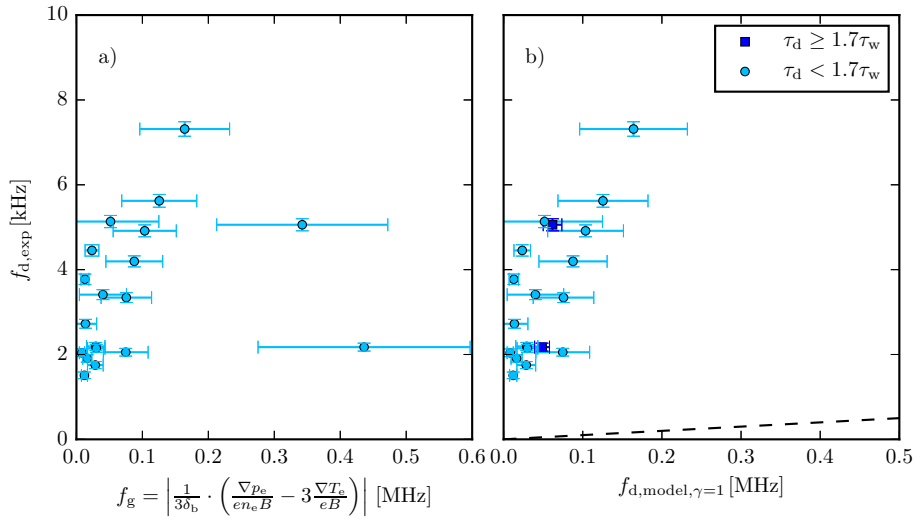 10
8
6
4
2
0
f_d,exp [kHz]
a)
0.0 0.1 0.2 0.3 0.4 0.5 0.6
f_g = |1/(3δ_b) · (∇p_e/(en_eB) − 3 ∇T_e/(eB))| [MHz]
b)
τ_d ≥ 1.7τ_w
τ_d < 1.7τ_w
0.0 0.1 0.2 0.3 0.4 0.5
f_d,model,γ=1 [MHz]